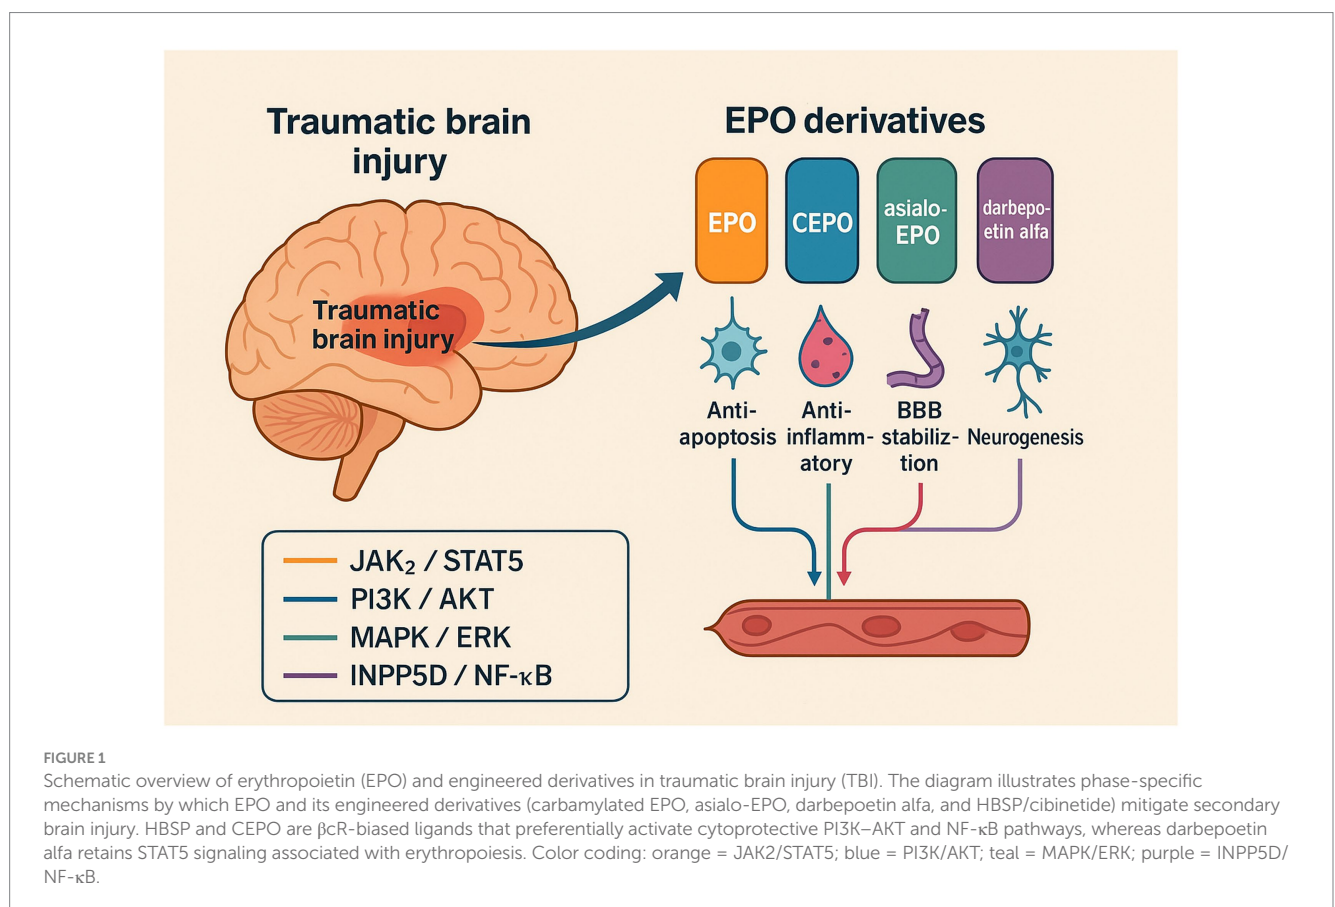 Traumatic brain
injury
Traumatic
brain injury
EPO derivatives
EPO
CEPO
asialo-
EPO
darbepo-
etin alfa
Anti-
apoptosis
Anti-
inflamm-
atory
BBB
stabiliz-
tion
Neurogenesis
JAK₂ / STAT5
PI3K / AKT
MAPK / ERK
INPP5D / NF-κB
FIGURE 1
Schematic overview of erythropoietin (EPO) and engineered derivatives in traumatic brain injury (TBI). The diagram illustrates phase-specific
mechanisms by which EPO and its engineered derivatives (carbamylated EPO, asialo-EPO, darbepoetin alfa, and HBSP/cibinetide) mitigate secondary
brain injury. HBSP and CEPO are βcR-biased ligands that preferentially activate cytoprotective PI3K–AKT and NF-κB pathways, whereas darbepoetin
alfa retains STAT5 signaling associated with erythropoiesis. Color coding: orange = JAK2/STAT5; blue = PI3K/AKT; teal = MAPK/ERK; purple = INPP5D/
NF-κB.